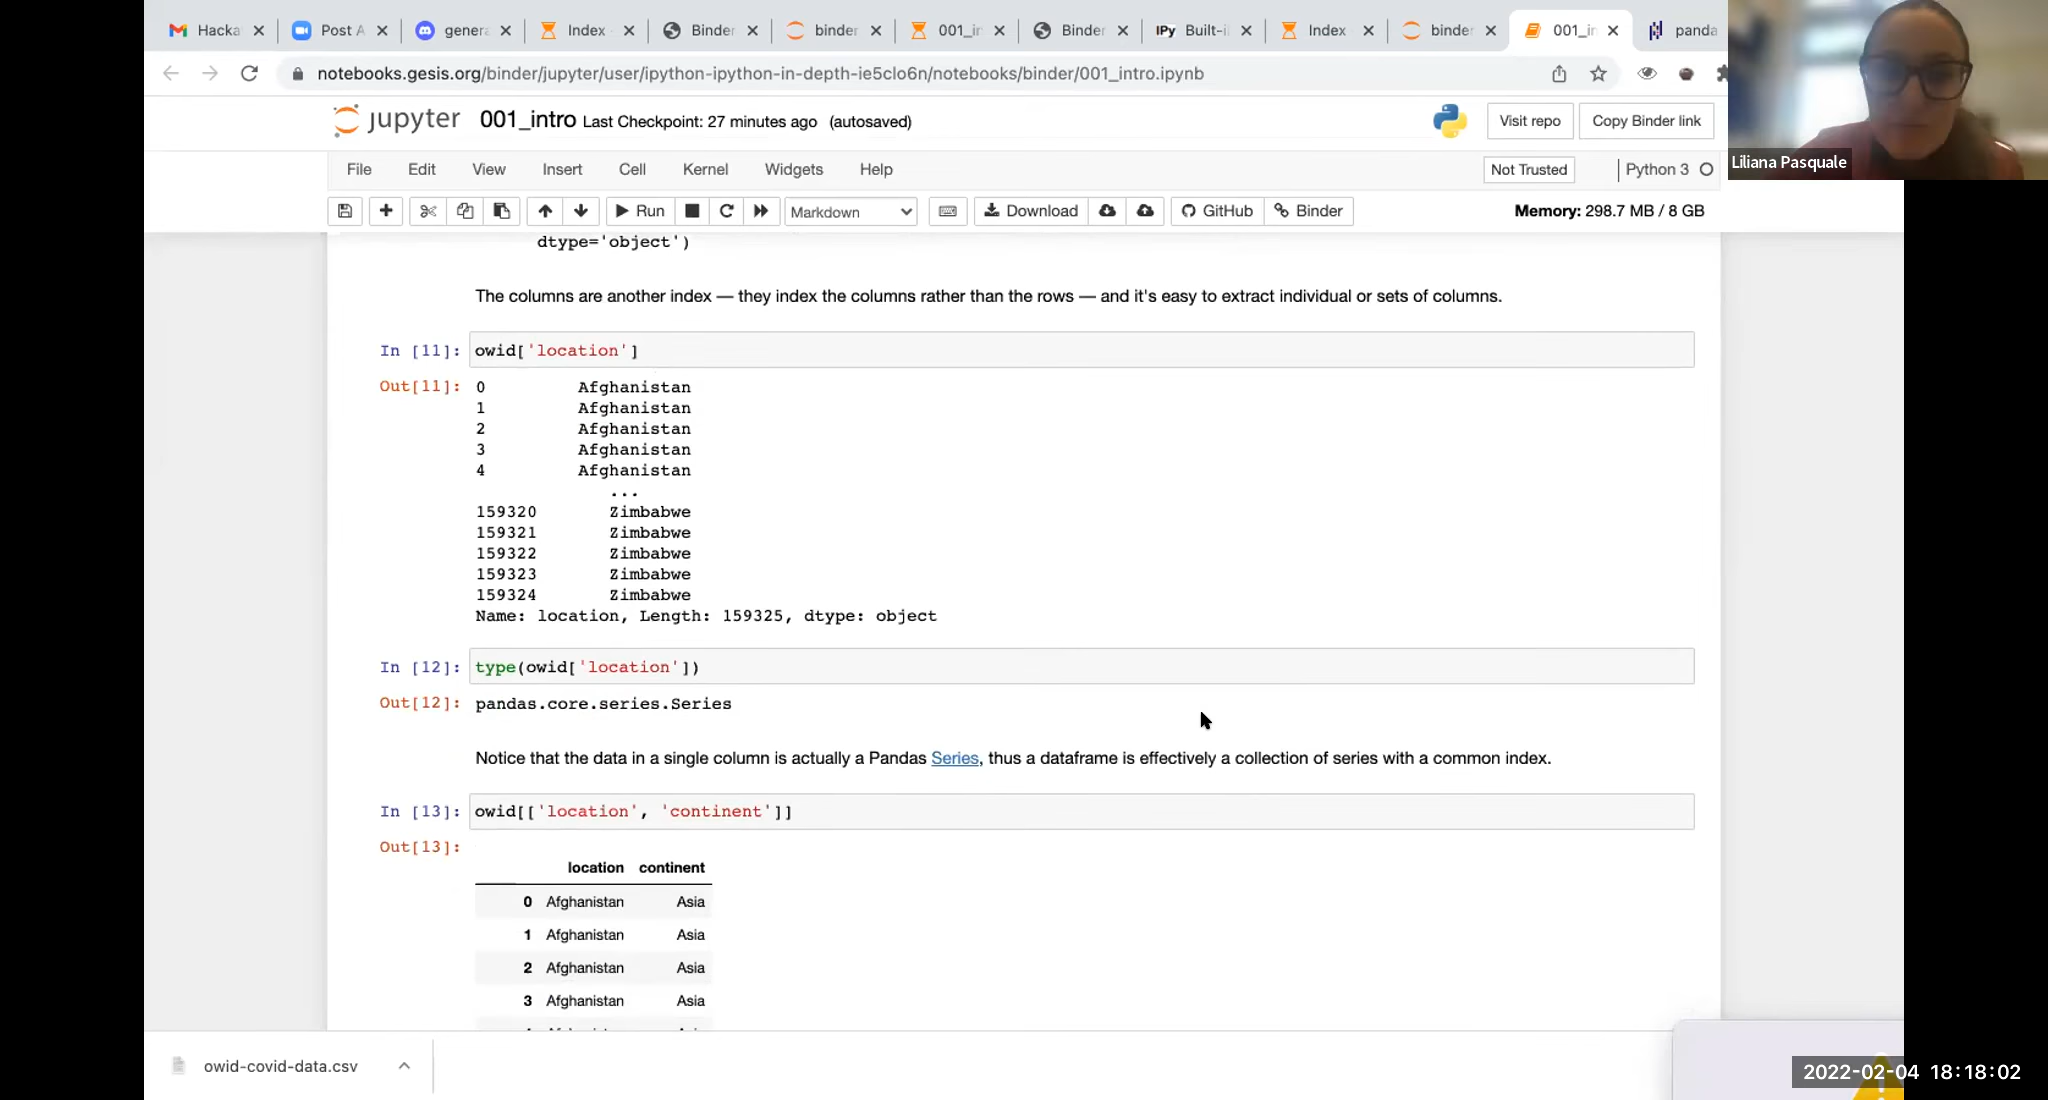 Hacka
Post A
genera
Index
Binder
binder
001_in
Binder
IPy Built-i
Index
binder
001_in
panda
notebooks.gesis.org/binder/jupyter/user/ipython-ipython-in-depth-ie5clo6n/notebooks/binder/001_intro.ipynb
jupyter 001_intro Last Checkpoint: 27 minutes ago (autosaved)
Visit repo
Copy Binder link
Liliana Pasquale
File Edit View Insert Cell Kernel Widgets Help
Not Trusted
Python 3
Run
Markdown
Download
GitHub
Binder
Memory: 298.7 MB / 8 GB
dtype='object')
The columns are another index — they index the columns rather than the rows — and it's easy to extract individual or sets of columns.
In [11]: owid['location']
Out[11]: 0 Afghanistan
1 Afghanistan
2 Afghanistan
3 Afghanistan
4 Afghanistan
...
159320 Zimbabwe
159321 Zimbabwe
159322 Zimbabwe
159323 Zimbabwe
159324 Zimbabwe
Name: location, Length: 159325, dtype: object
In [12]: type(owid['location'])
Out[12]: pandas.core.series.Series
Notice that the data in a single column is actually a Pandas Series, thus a dataframe is effectively a collection of series with a common index.
In [13]: owid[['location', 'continent']]
Out[13]:
location continent
0 Afghanistan Asia
1 Afghanistan Asia
2 Afghanistan Asia
3 Afghanistan Asia
owid-covid-data.csv
2022-02-04 18:18:02